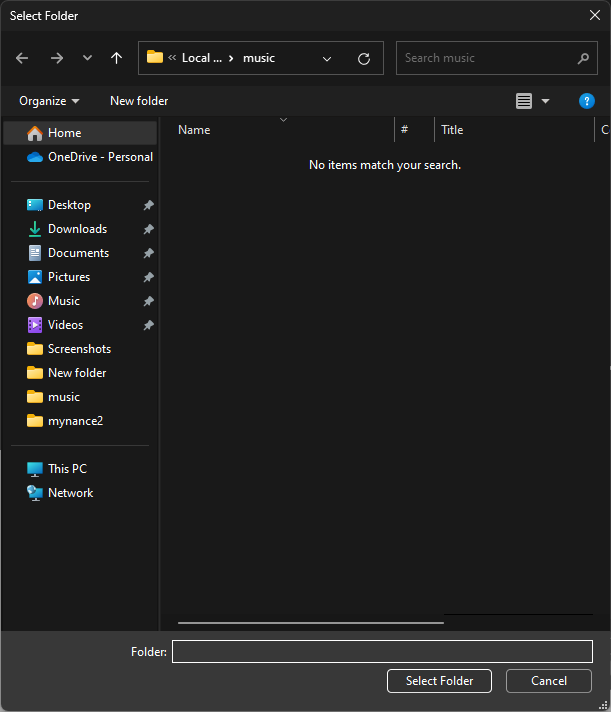 Select Folder
Local ... music
Search music
Organize
New folder
?
Home
OneDrive - Personal
Desktop
Downloads
Documents
Pictures
Music
Videos
Screenshots
New folder
music
mynance2
This PC
Network
Name # Title C
No items match your search.
Folder:
Select Folder Cancel